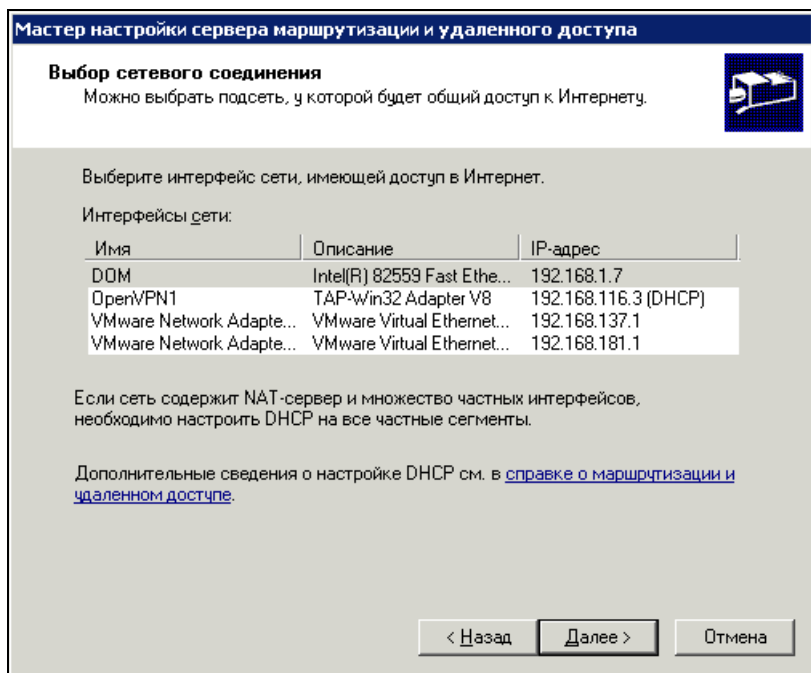 Мастер настройки сервера маршрутизации и удаленного доступа
Выбор сетевого соединения
Можно выбрать подсеть, у которой будет общий доступ к Интернету.
Выберите интерфейс сети, имеющей доступ в Интернет.
Интерфейсы сети:
Имя Описание IP-адрес
DOM Intel(R) 82559 Fast Ethe... 192.168.1.7
OpenVPN1 TAP-Win32 Adapter V8 192.168.116.3 (DHCP)
VMware Network Adapte... VMware Virtual Ethernet... 192.168.137.1
VMware Network Adapte... VMware Virtual Ethernet... 192.168.181.1
Если сеть содержит NAT-сервер и множество частных интерфейсов,
необходимо настроить DHCP на все частные сегменты.
Дополнительные сведения о настройке DHCP см. в справке о маршрутизации и
удаленном доступе.
< Назад Далее > Отмена